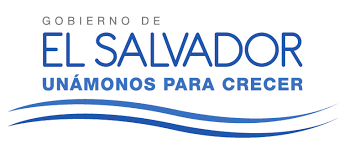 GOBIERNO DE
EL SALVADOR
UNÁMONOS PARA CRECER